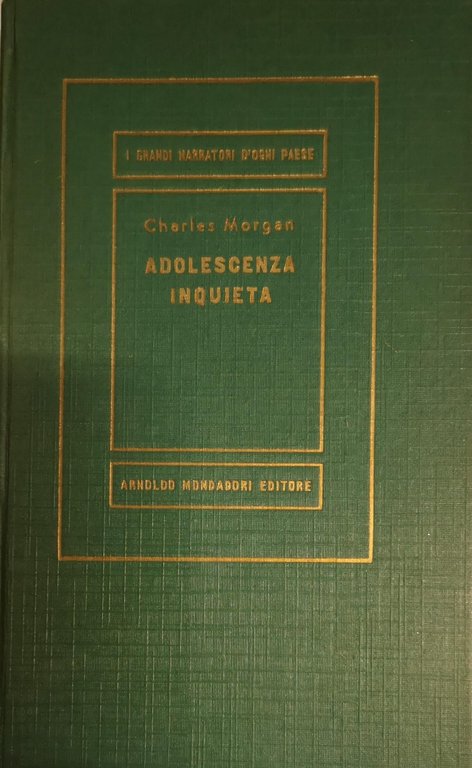 I GRANDI NARRATORI D'OGNI PAESE
Charles Morgan
ADOLESCENZA
INQUIETA
ARNOLDO MONDADORI EDITORE